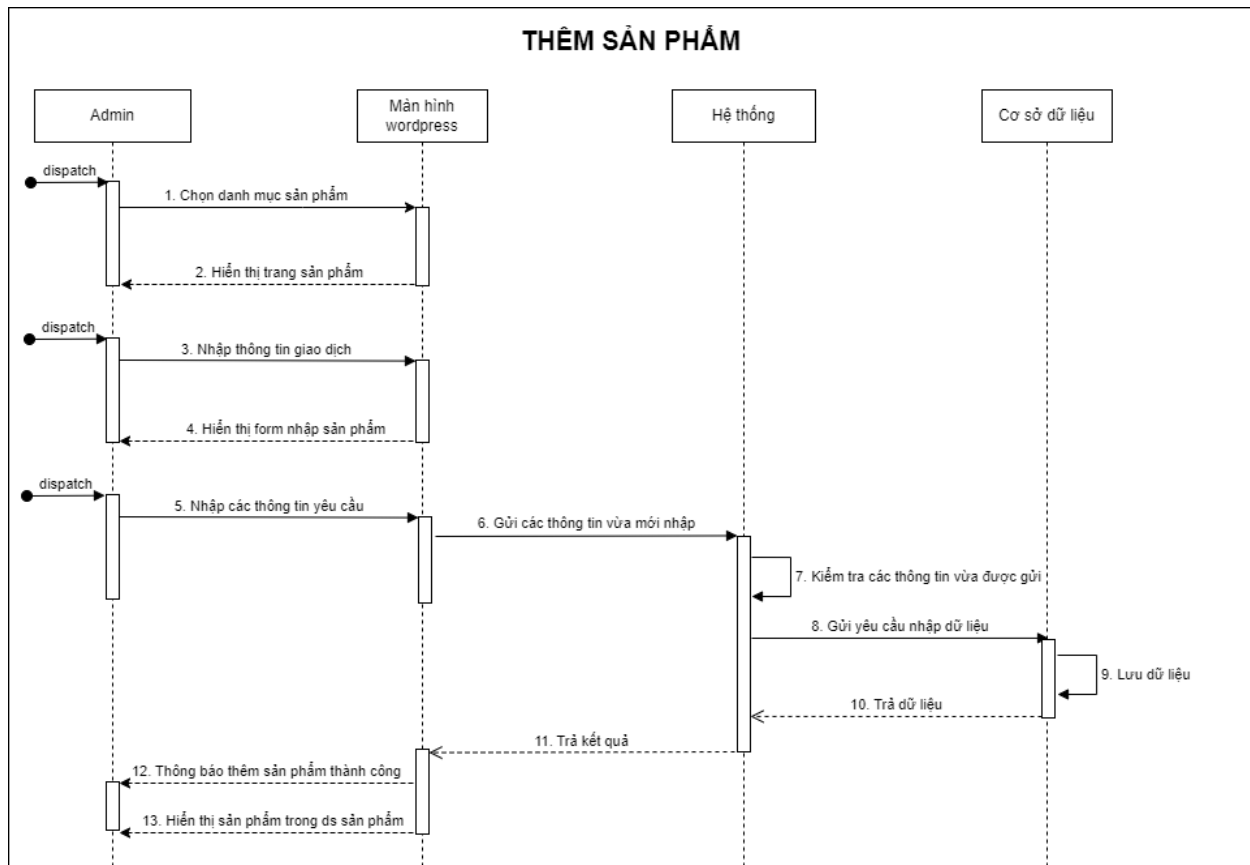 THÊM SẢN PHẨM
Admin
Màn hình
wordpress
Hệ thống
Cơ sở dữ liệu
dispatch
1. Chọn danh mục sản phẩm
2. Hiển thị trang sản phẩm
dispatch
3. Nhập thông tin giao dịch
4. Hiển thị form nhập sản phẩm
dispatch
5. Nhập các thông tin yêu cầu
6. Gửi các thông tin vừa mới nhập
7. Kiểm tra các thông tin vừa được gửi
8. Gửi yêu cầu nhập dữ liệu
9. Lưu dữ liệu
10. Trả dữ liệu
11. Trả kết quả
12. Thông báo thêm sản phẩm thành công
13. Hiển thị sản phẩm trong ds sản phẩm